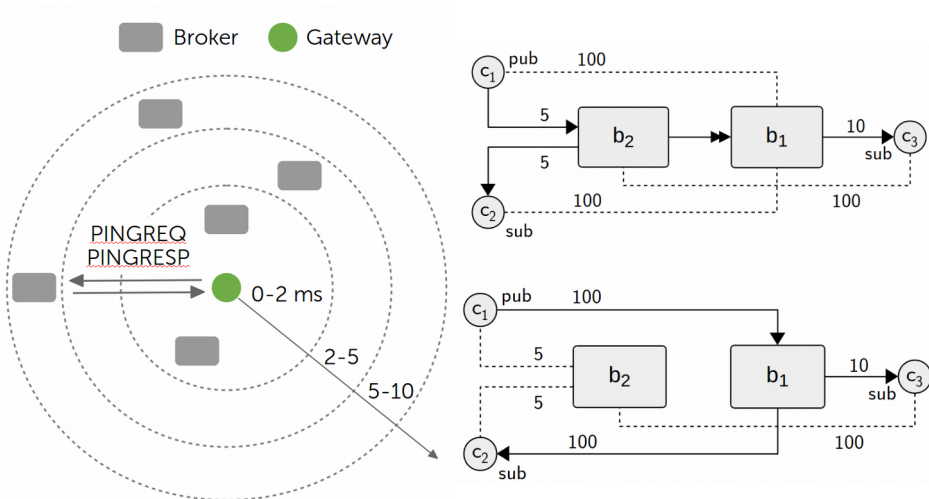 Broker
Gateway
PINGREQ
PINGRESP
0-2 ms
2-5
5-10
c1
pub
100
5
b2
b1
10
c3
sub
5
100
100
c2
sub
c1
pub
100
5
b2
b1
10
c3
sub
5
100
100
c2
sub